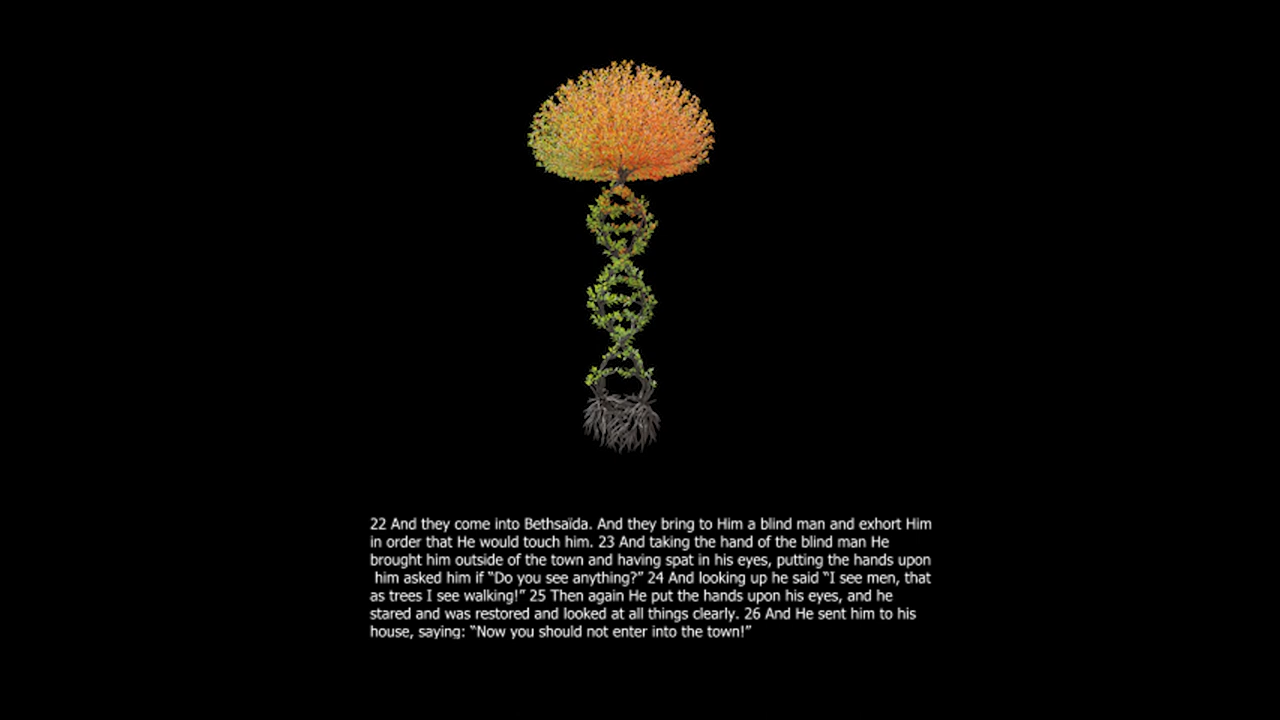 22 And they come into Bethsaïda. And they bring to Him a blind man and exhort Him
in order that He would touch him. 23 And taking the hand of the blind man He
brought him outside of the town and having spat in his eyes, putting the hands upon
him asked him if “Do you see anything?” 24 And looking up he said “I see men, that
as trees I see walking!” 25 Then again He put the hands upon his eyes, and he
stared and was restored and looked at all things clearly. 26 And He sent him to his
house, saying: “Now you should not enter into the town!”